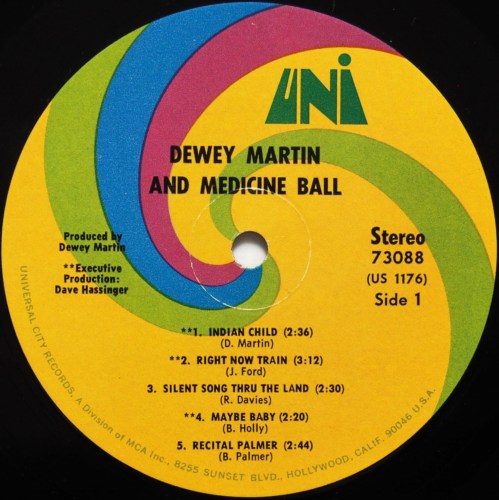 UNI
DEWEY MARTIN
AND MEDICINE BALL
Produced by
Dewey Martin
**Executive
Production:
Dave Hassinger
Stereo
73088
(US 1176)
Side 1
**1. INDIAN CHILD (2:36)
(D. Martin)
**2. RIGHT NOW TRAIN (3:12)
(J. Ford)
3. SILENT SONG THRU THE LAND (2:30)
(R. Davies)
**4. MAYBE BABY (2:20)
(B. Holly)
5. RECITAL PALMER (2:44)
(B. Palmer)
UNIVERSAL CITY RECORDS, A Division of MCA Inc., 8255 SUNSET BLVD., HOLLYWOOD, CALIF. 90046 U.S.A.